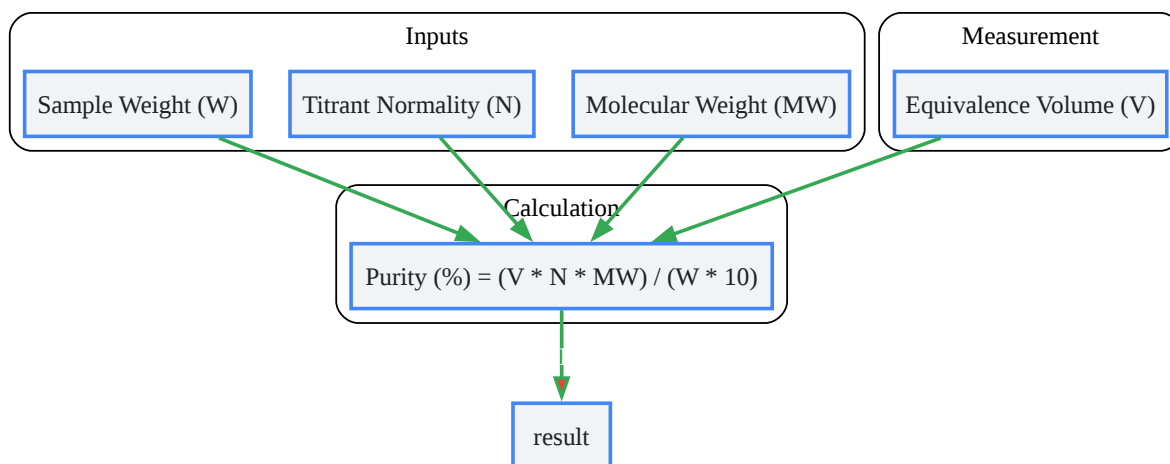 Inputs
Measurement
Sample Weight (W)
Titrant Normality (N)
Molecular Weight (MW)
Equivalence Volume (V)
Calculation
Purity (%) = (V * N * MW) / (W * 10)
result